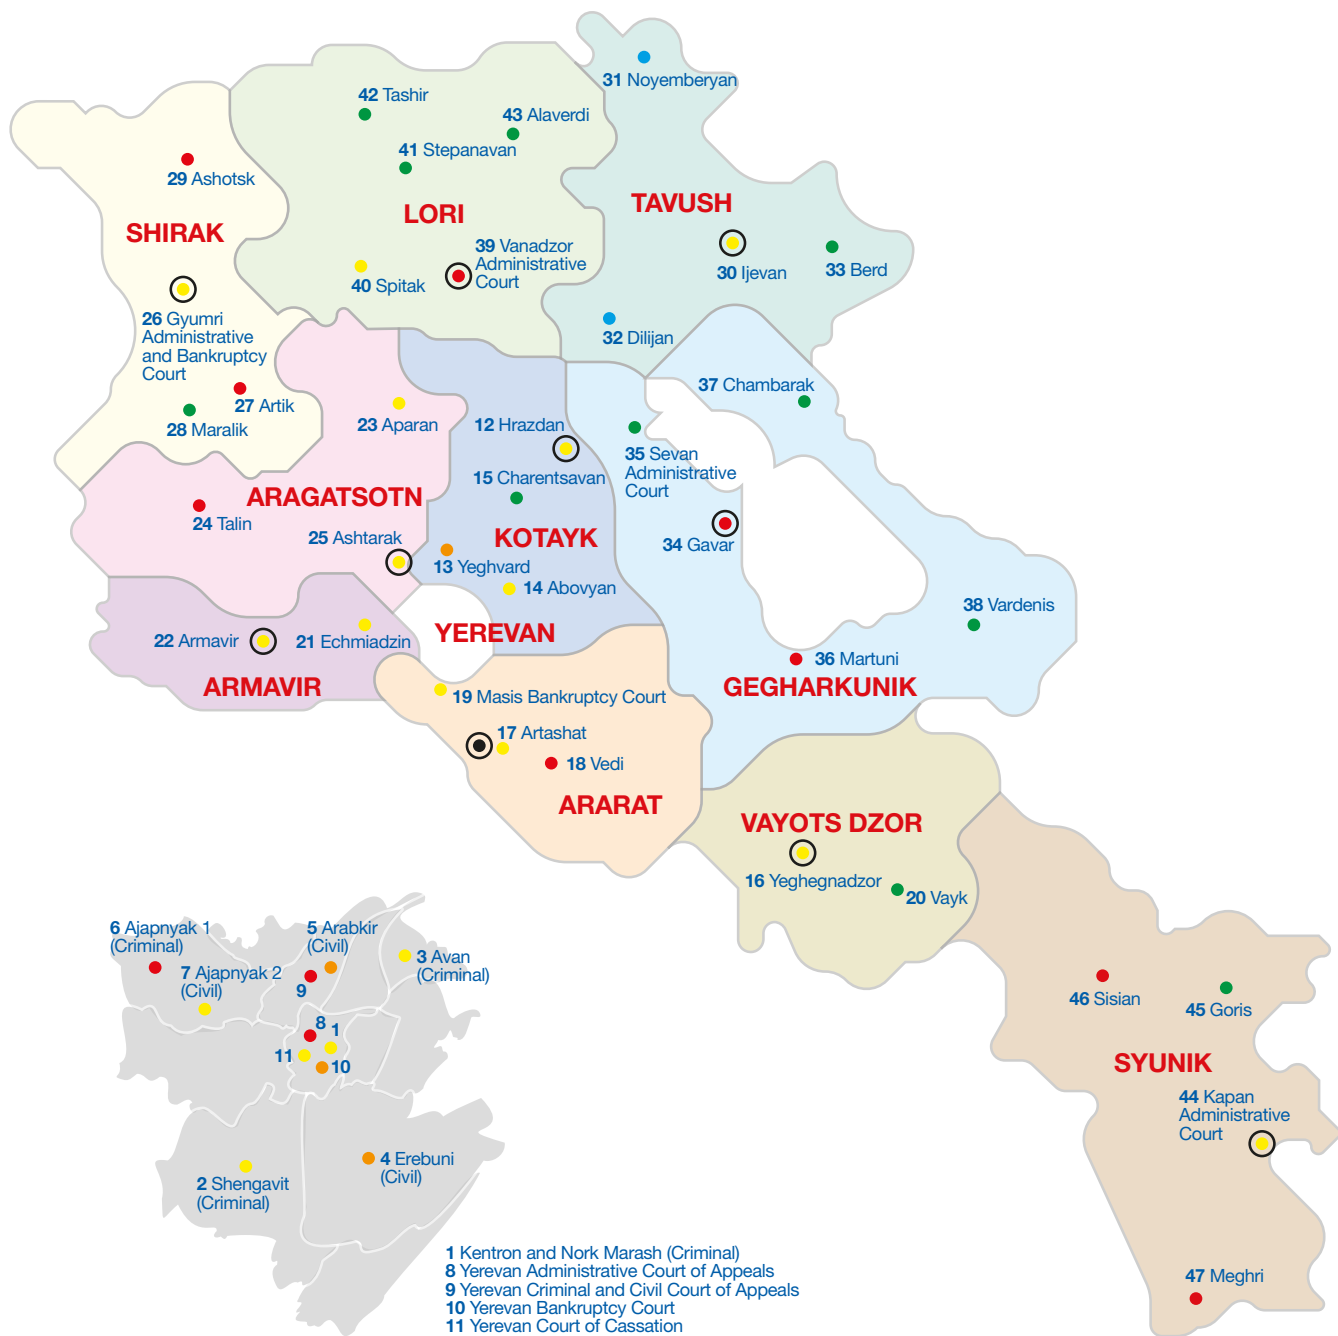 31 Noyemberyan
42 Tashir
43 Alaverdi
41 Stepanavan
29 Ashotsk
TAVUSH
LORI
SHIRAK
39 Vanadzor
Administrative
Court
30 Ijevan
33 Berd
40 Spitak
26 Gyumri
Administrative
and Bankruptcy
Court
32 Dilijan
37 Chambarak
27 Artik
28 Maralik
23 Aparan
12 Hrazdan
35 Sevan
Administrative
Court
15 Charentsavan
ARAGATSOTN
24 Talin
25 Ashtarak
KOTAYK
34 Gavar
13 Yeghvard
14 Abovyan
38 Vardenis
YEREVAN
22 Armavir
21 Echmiadzin
36 Martuni
ARMAVIR
GEGHARKUNIK
19 Masis Bankruptcy Court
17 Artashat
18 Vedi
ARARAT
VAYOTS DZOR
16 Yeghegnadzor
20 Vayk
6 Ajapnyak 1
(Criminal)
5 Arabkir
(Civil)
3 Avan
(Criminal)
7 Ajapnyak 2
(Civil)
9
46 Sisian
45 Goris
8
1
11
10
SYUNIK
44 Kapan
Administrative
Court
4 Erebuni
(Civil)
2 Shengavit
(Criminal)
1 Kentron and Nork Marash (Criminal)
8 Yerevan Administrative Court of Appeals
9 Yerevan Criminal and Civil Court of Appeals
10 Yerevan Bankruptcy Court
11 Yerevan Court of Cassation
47 Meghri